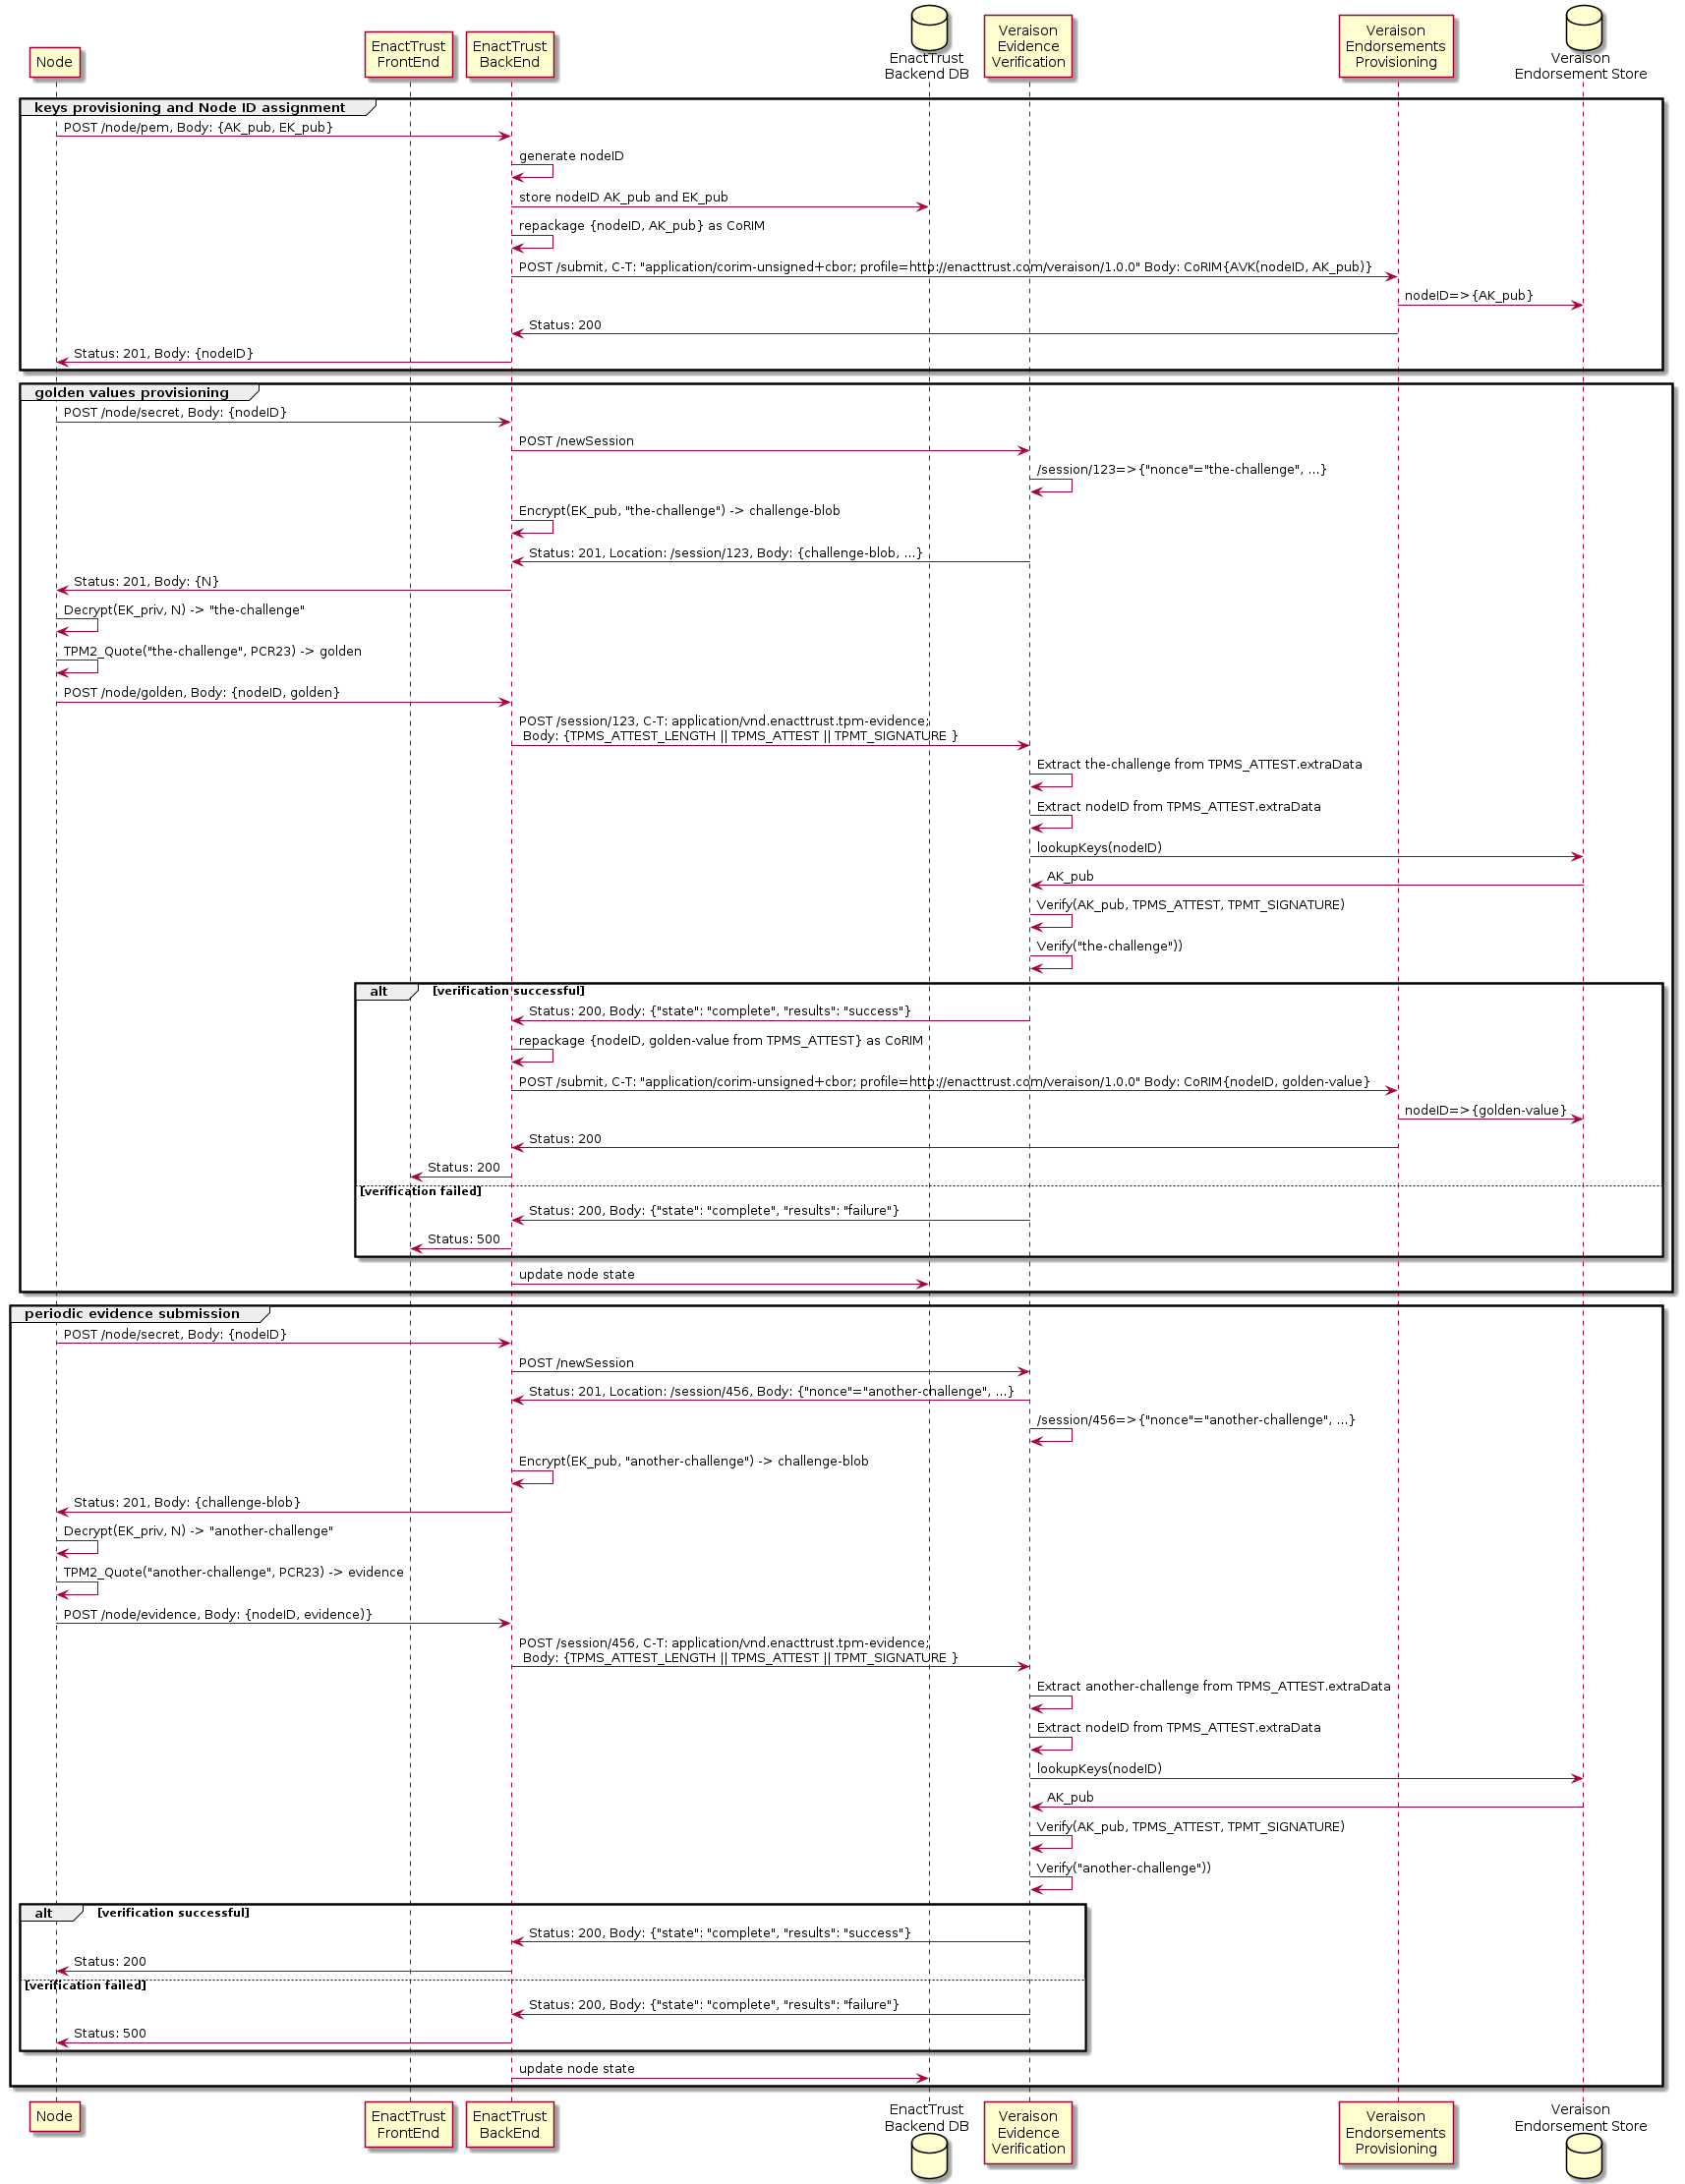 Node
EnactTrust
FrontEnd
EnactTrust
BackEnd
EnactTrust
Backend DB
Veraison
Evidence
Verification
Veraison
Endorsements
Provisioning
Veraison
Endorsement Store
keys provisioning and Node ID assignment
POST /node/pem, Body: {AK_pub, EK_pub}
generate nodeID
store nodeID AK_pub and EK_pub
repackage {nodeID, AK_pub} as CoRIM
POST /submit, C-T: "application/corim-unsigned+cbor; profile=http://enacttrust.com/veraison/1.0.0" Body: CoRIM{AVK(nodeID, AK_pub)}
nodeID=>{AK_pub}
Status: 200
Status: 201, Body: {nodeID}
golden values provisioning
POST /node/secret, Body: {nodeID}
POST /newSession
/session/123=>{"nonce"="the-challenge", ...}
Encrypt(EK_pub, "the-challenge") -> challenge-blob
Status: 201, Location: /session/123, Body: {challenge-blob, ...}
Status: 201, Body: {N}
Decrypt(EK_priv, N) -> "the-challenge"
TPM2_Quote("the-challenge", PCR23) -> golden
POST /node/golden, Body: {nodeID, golden}
POST /session/123, C-T: application/vnd.enacttrust.tpm-evidence;
Body: {TPMS_ATTEST_LENGTH || TPMS_ATTEST || TPMT_SIGNATURE }
Extract the-challenge from TPMS_ATTEST.extraData
Extract nodeID from TPMS_ATTEST.extraData
lookupKeys(nodeID)
AK_pub
Verify(AK_pub, TPMS_ATTEST, TPMT_SIGNATURE)
Verify("the-challenge"))
alt [verification successful]
Status: 200, Body: {"state": "complete", "results": "success"}
repackage {nodeID, golden-value from TPMS_ATTEST} as CoRIM
POST /submit, C-T: "application/corim-unsigned+cbor; profile=http://enacttrust.com/veraison/1.0.0" Body: CoRIM{nodeID, golden-value}
nodeID=>{golden-value}
Status: 200
Status: 200
[verification failed]
Status: 200, Body: {"state": "complete", "results": "failure"}
Status: 500
update node state
periodic evidence submission
POST /node/secret, Body: {nodeID}
POST /newSession
Status: 201, Location: /session/456, Body: {"nonce"="another-challenge", ...}
/session/456=>{"nonce"="another-challenge", ...}
Encrypt(EK_pub, "another-challenge") -> challenge-blob
Status: 201, Body: {challenge-blob}
Decrypt(EK_priv, N) -> "another-challenge"
TPM2_Quote("another-challenge", PCR23) -> evidence
POST /node/evidence, Body: {nodeID, evidence)}
POST /session/456, C-T: application/vnd.enacttrust.tpm-evidence;
Body: {TPMS_ATTEST_LENGTH || TPMS_ATTEST || TPMT_SIGNATURE }
Extract another-challenge from TPMS_ATTEST.extraData
Extract nodeID from TPMS_ATTEST.extraData
lookupKeys(nodeID)
AK_pub
Verify(AK_pub, TPMS_ATTEST, TPMT_SIGNATURE)
Verify("another-challenge"))
alt [verification successful]
Status: 200, Body: {"state": "complete", "results": "success"}
Status: 200
[verification failed]
Status: 200, Body: {"state": "complete", "results": "failure"}
Status: 500
update node state
Node
EnactTrust
FrontEnd
EnactTrust
BackEnd
EnactTrust
Backend DB
Veraison
Evidence
Verification
Veraison
Endorsements
Provisioning
Veraison
Endorsement Store